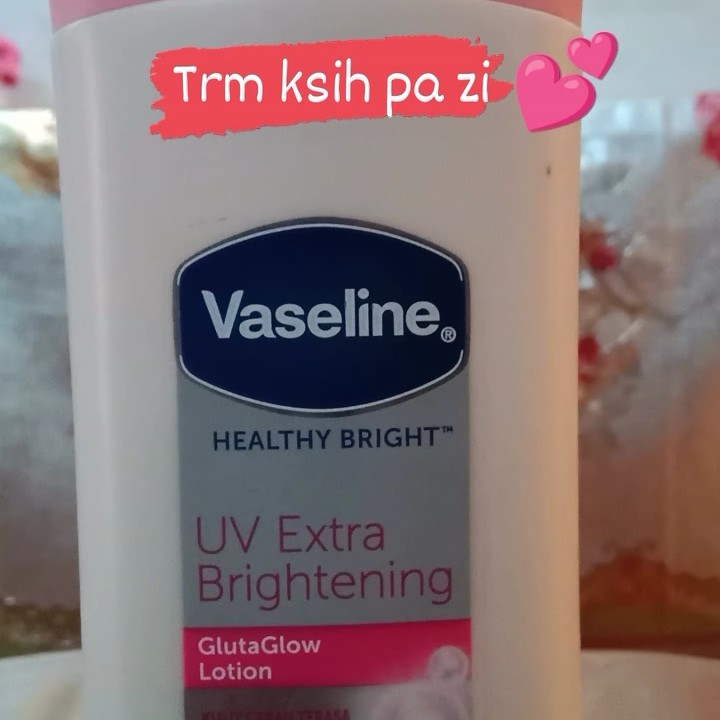 Trm ksih pa zi
Vaseline®
HEALTHY BRIGHT™
UV Extra
Brightening
GlutaGlow
Lotion